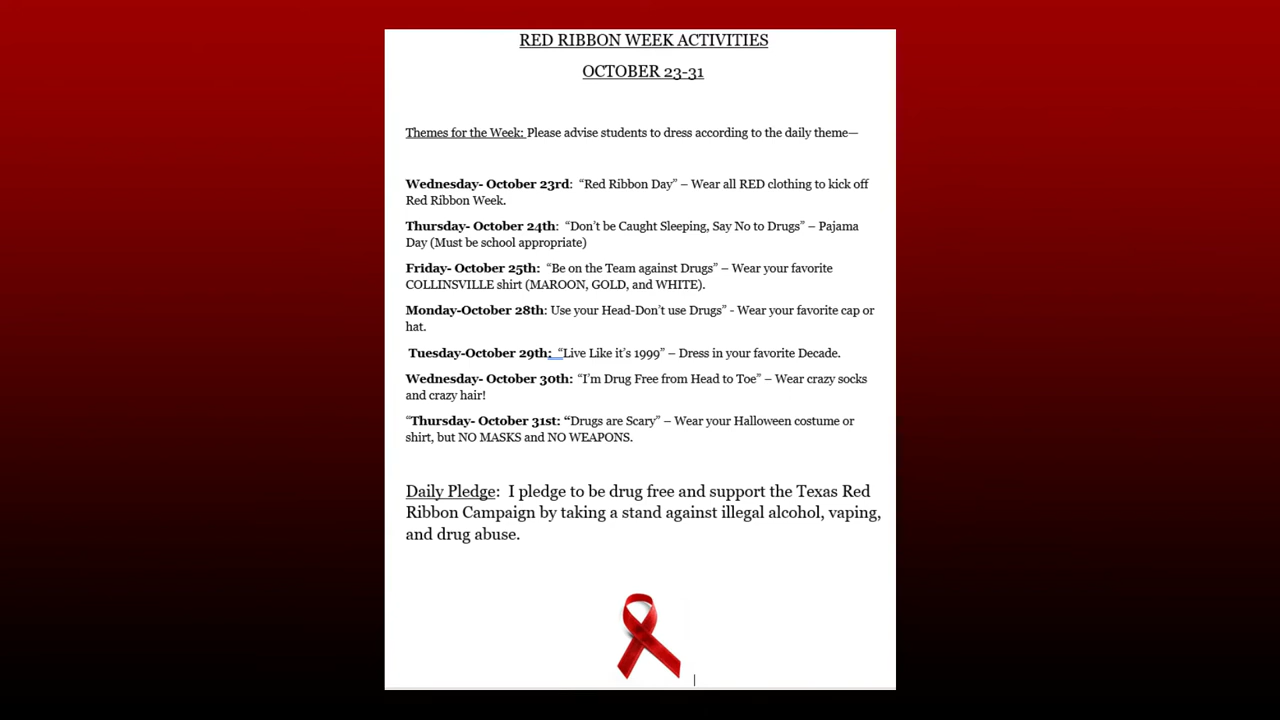 RED RIBBON WEEK ACTIVITIES
OCTOBER 23-31
Themes for the Week: Please advise students to dress according to the daily theme—
Wednesday- October 23rd:  “Red Ribbon Day” – Wear all RED clothing to kick off
Red Ribbon Week.
Thursday- October 24th:  “Don’t be Caught Sleeping, Say No to Drugs” – Pajama
Day (Must be school appropriate)
Friday- October 25th:  “Be on the Team against Drugs” – Wear your favorite
COLLINSVILLE shirt (MAROON, GOLD, and WHITE).
Monday-October 28th: Use your Head-Don’t use Drugs” - Wear your favorite cap or
hat.
Tuesday-October 29th:  “Live Like it’s 1999” – Dress in your favorite Decade.
Wednesday- October 30th: “I’m Drug Free from Head to Toe” – Wear crazy socks
and crazy hair!
“Thursday- October 31st: “Drugs are Scary” – Wear your Halloween costume or
shirt, but NO MASKS and NO WEAPONS.
Daily Pledge:  I pledge to be drug free and support the Texas Red
Ribbon Campaign by taking a stand against illegal alcohol, vaping,
and drug abuse.